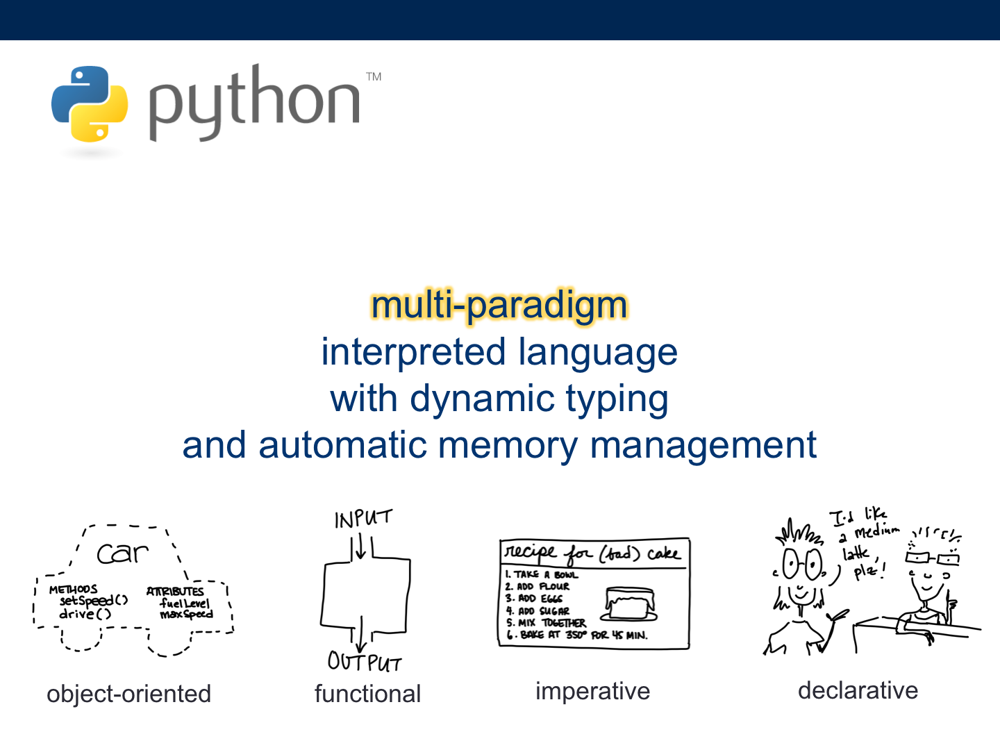 python™
multi-paradigm
interpreted language
with dynamic typing
and automatic memory management
car
METHODS
setSpeed()
drive()
ATTRIBUTES
fuelLevel
maxSpeed
object-oriented
INPUT
OUTPUT
functional
recipe for (bad) cake
1. TAKE A BOWL
2. ADD FLOUR
3. ADD EGGS
4. ADD SUGAR
5. MIX TOGETHER
6. BAKE AT 350° FOR 45 MIN.
imperative
I'd like
a medium
latte,
plz!
declarative